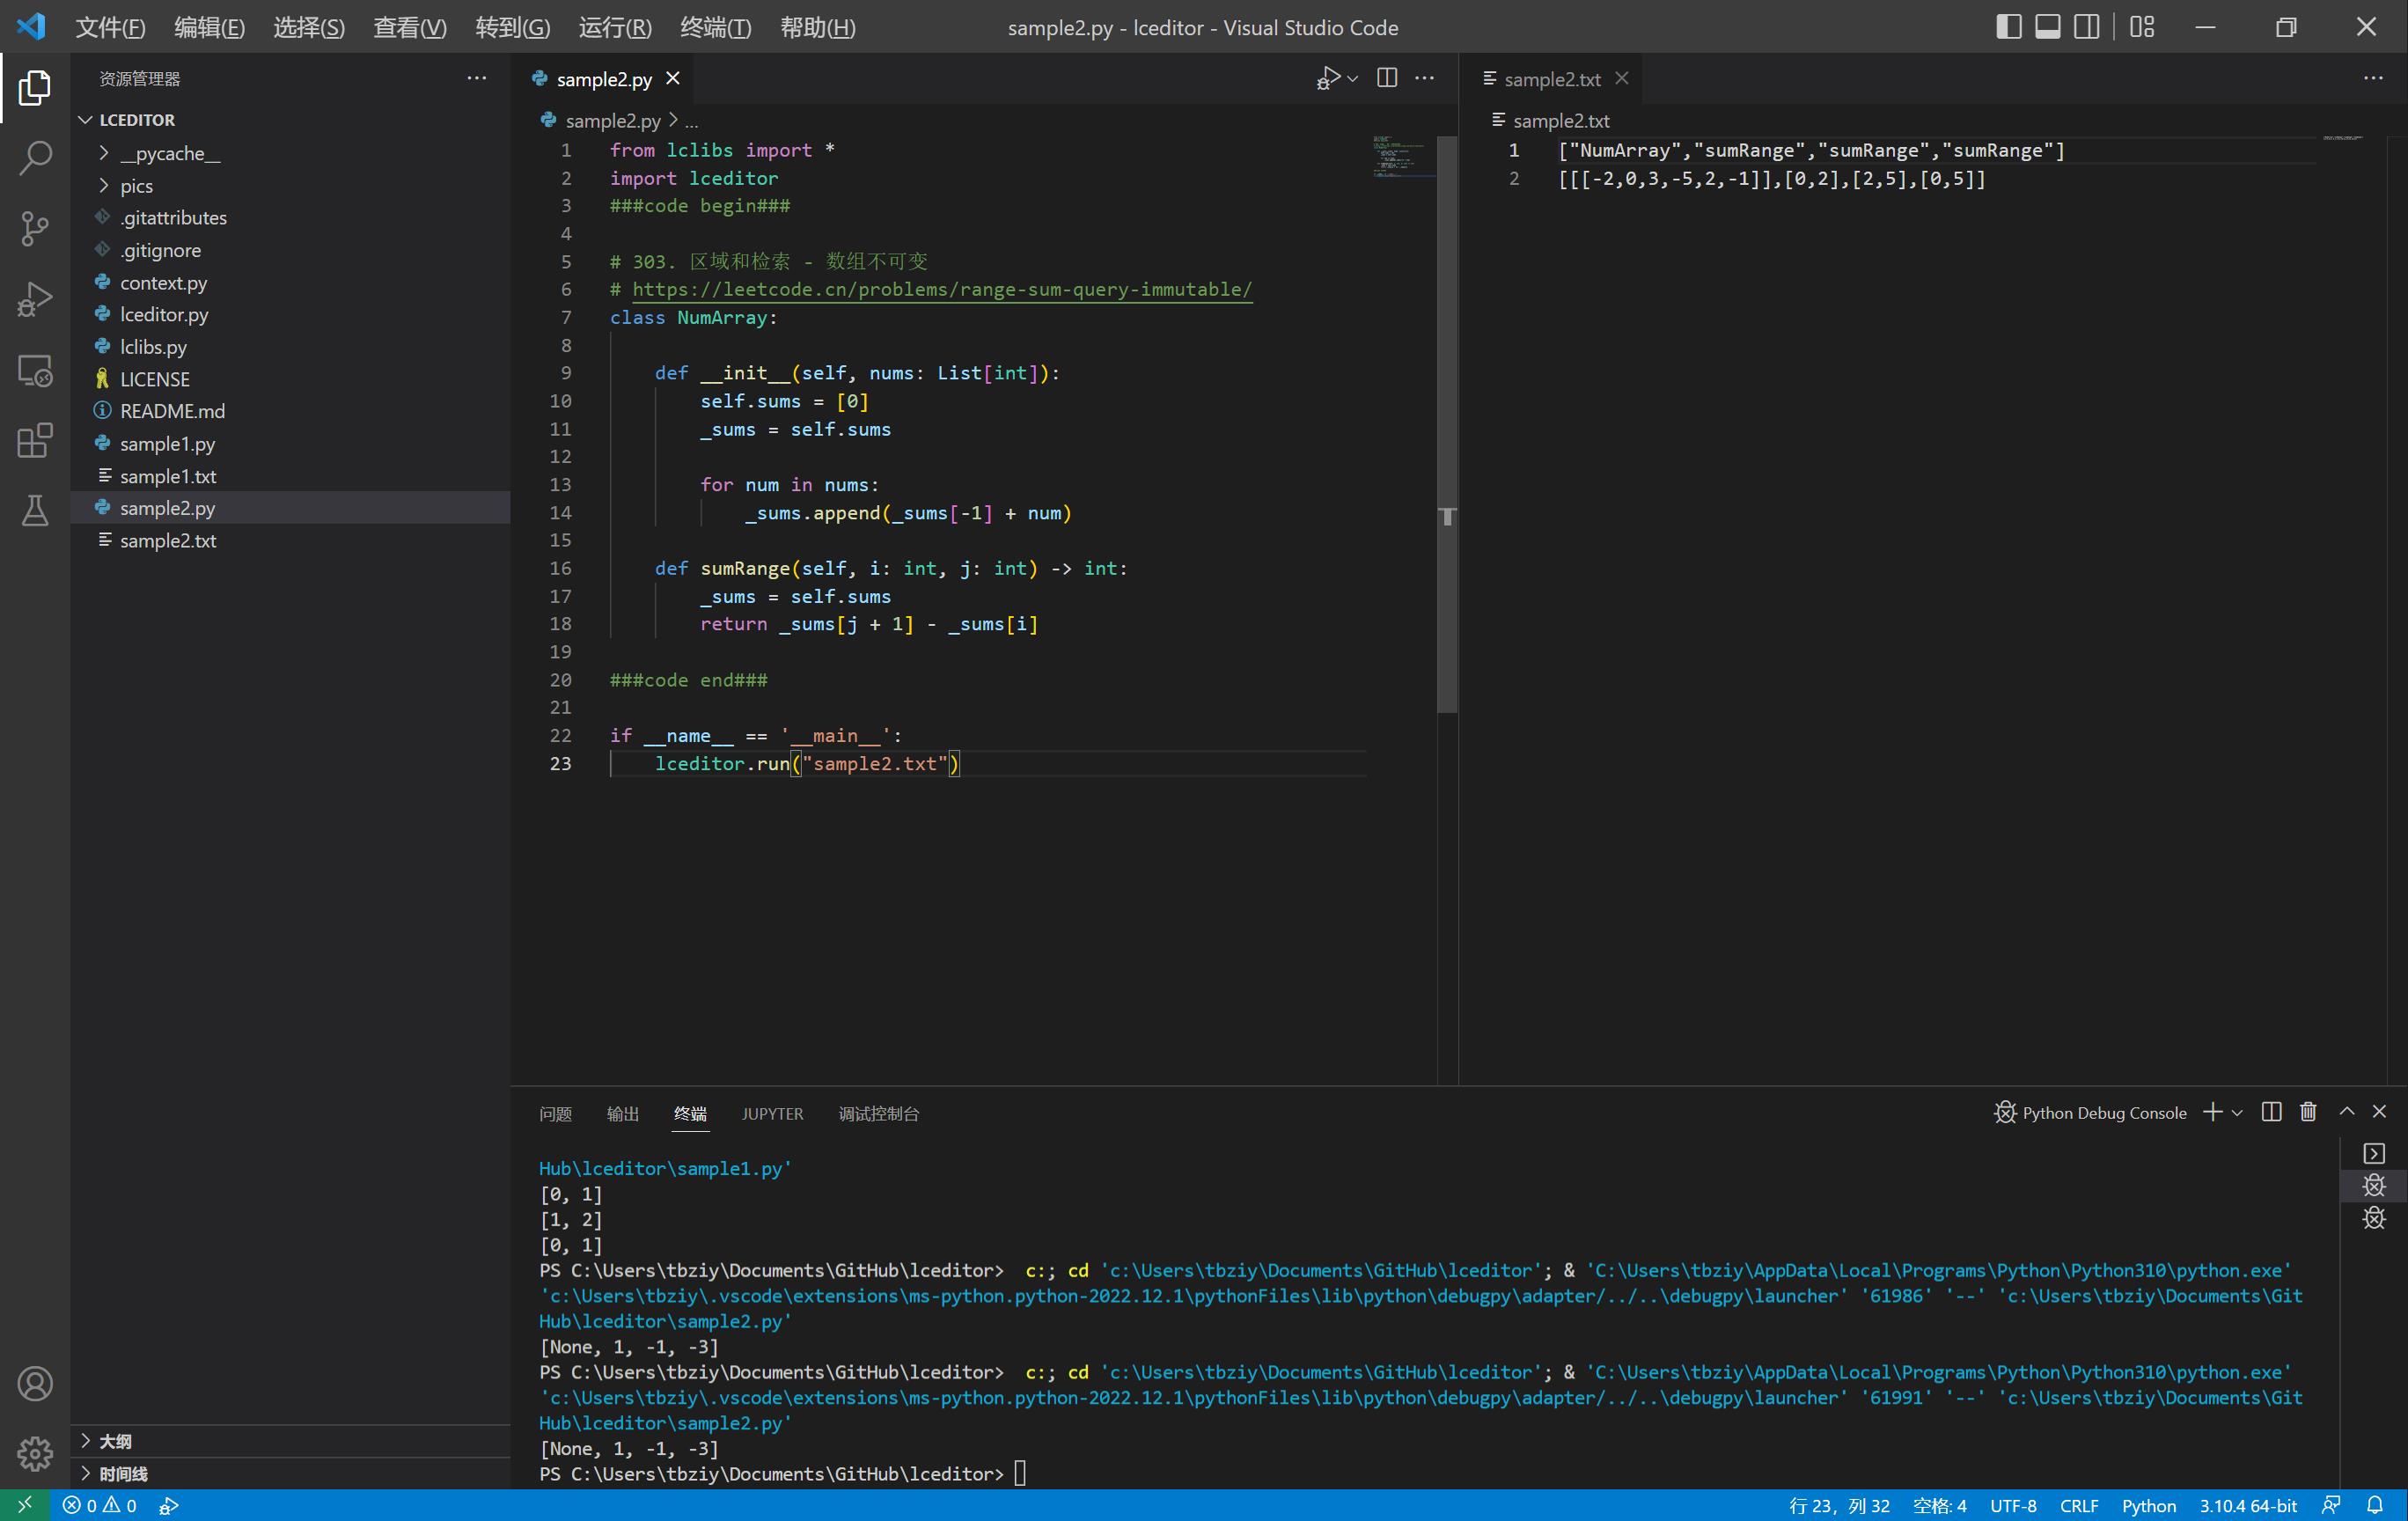 文件(F) 编辑(E) 选择(S) 查看(V) 转到(G) 运行(R) 终端(T) 帮助(H) sample2.py - lceditor - Visual Studio Code
资源管理器
LCEDITOR
__pycache__
pics
.gitattributes
.gitignore
context.py
lceditor.py
lclibs.py
LICENSE
README.md
sample1.py
sample1.txt
sample2.py
sample2.txt
大纲
时间线
sample2.py
sample2.py > ...
1 from lclibs import *
2 import lceditor
3 ###code begin###
4
5 # 303. 区域和检索 - 数组不可变
6 # https://leetcode.cn/problems/range-sum-query-immutable/
7 class NumArray:
8
9 def __init__(self, nums: List[int]):
10 self.sums = [0]
11 _sums = self.sums
12
13 for num in nums:
14 _sums.append(_sums[-1] + num)
15
16 def sumRange(self, i: int, j: int) -> int:
17 _sums = self.sums
18 return _sums[j + 1] - _sums[i]
19
20 ###code end###
21
22 if __name__ == '__main__':
23 lceditor.run("sample2.txt")
sample2.txt
sample2.txt
1 ["NumArray","sumRange","sumRange","sumRange"]
2 [[[-2,0,3,-5,2,-1]],[0,2],[2,5],[0,5]]
问题 输出 终端 JUPYTER 调试控制台 Python Debug Console
Hub\lceditor\sample1.py'
[0, 1]
[1, 2]
[0, 1]
PS C:\Users\tbziy\Documents\GitHub\lceditor> c:; cd 'c:\Users\tbziy\Documents\GitHub\lceditor'; & 'C:\Users\tbziy\AppData\Local\Programs\Python\Python310\python.exe'
'c:\Users\tbziy\.vscode\extensions\ms-python.python-2022.12.1\pythonFiles\lib\python\debugpy\adapter/../..\debugpy\launcher' '61986' '--' 'c:\Users\tbziy\Documents\Git
Hub\lceditor\sample2.py'
[None, 1, -1, -3]
PS C:\Users\tbziy\Documents\GitHub\lceditor> c:; cd 'c:\Users\tbziy\Documents\GitHub\lceditor'; & 'C:\Users\tbziy\AppData\Local\Programs\Python\Python310\python.exe'
'c:\Users\tbziy\.vscode\extensions\ms-python.python-2022.12.1\pythonFiles\lib\python\debugpy\adapter/../..\debugpy\launcher' '61991' '--' 'c:\Users\tbziy\Documents\Git
Hub\lceditor\sample2.py'
[None, 1, -1, -3]
PS C:\Users\tbziy\Documents\GitHub\lceditor>
0 0 行 23, 列 32 空格: 4 UTF-8 CRLF Python 3.10.4 64-bit